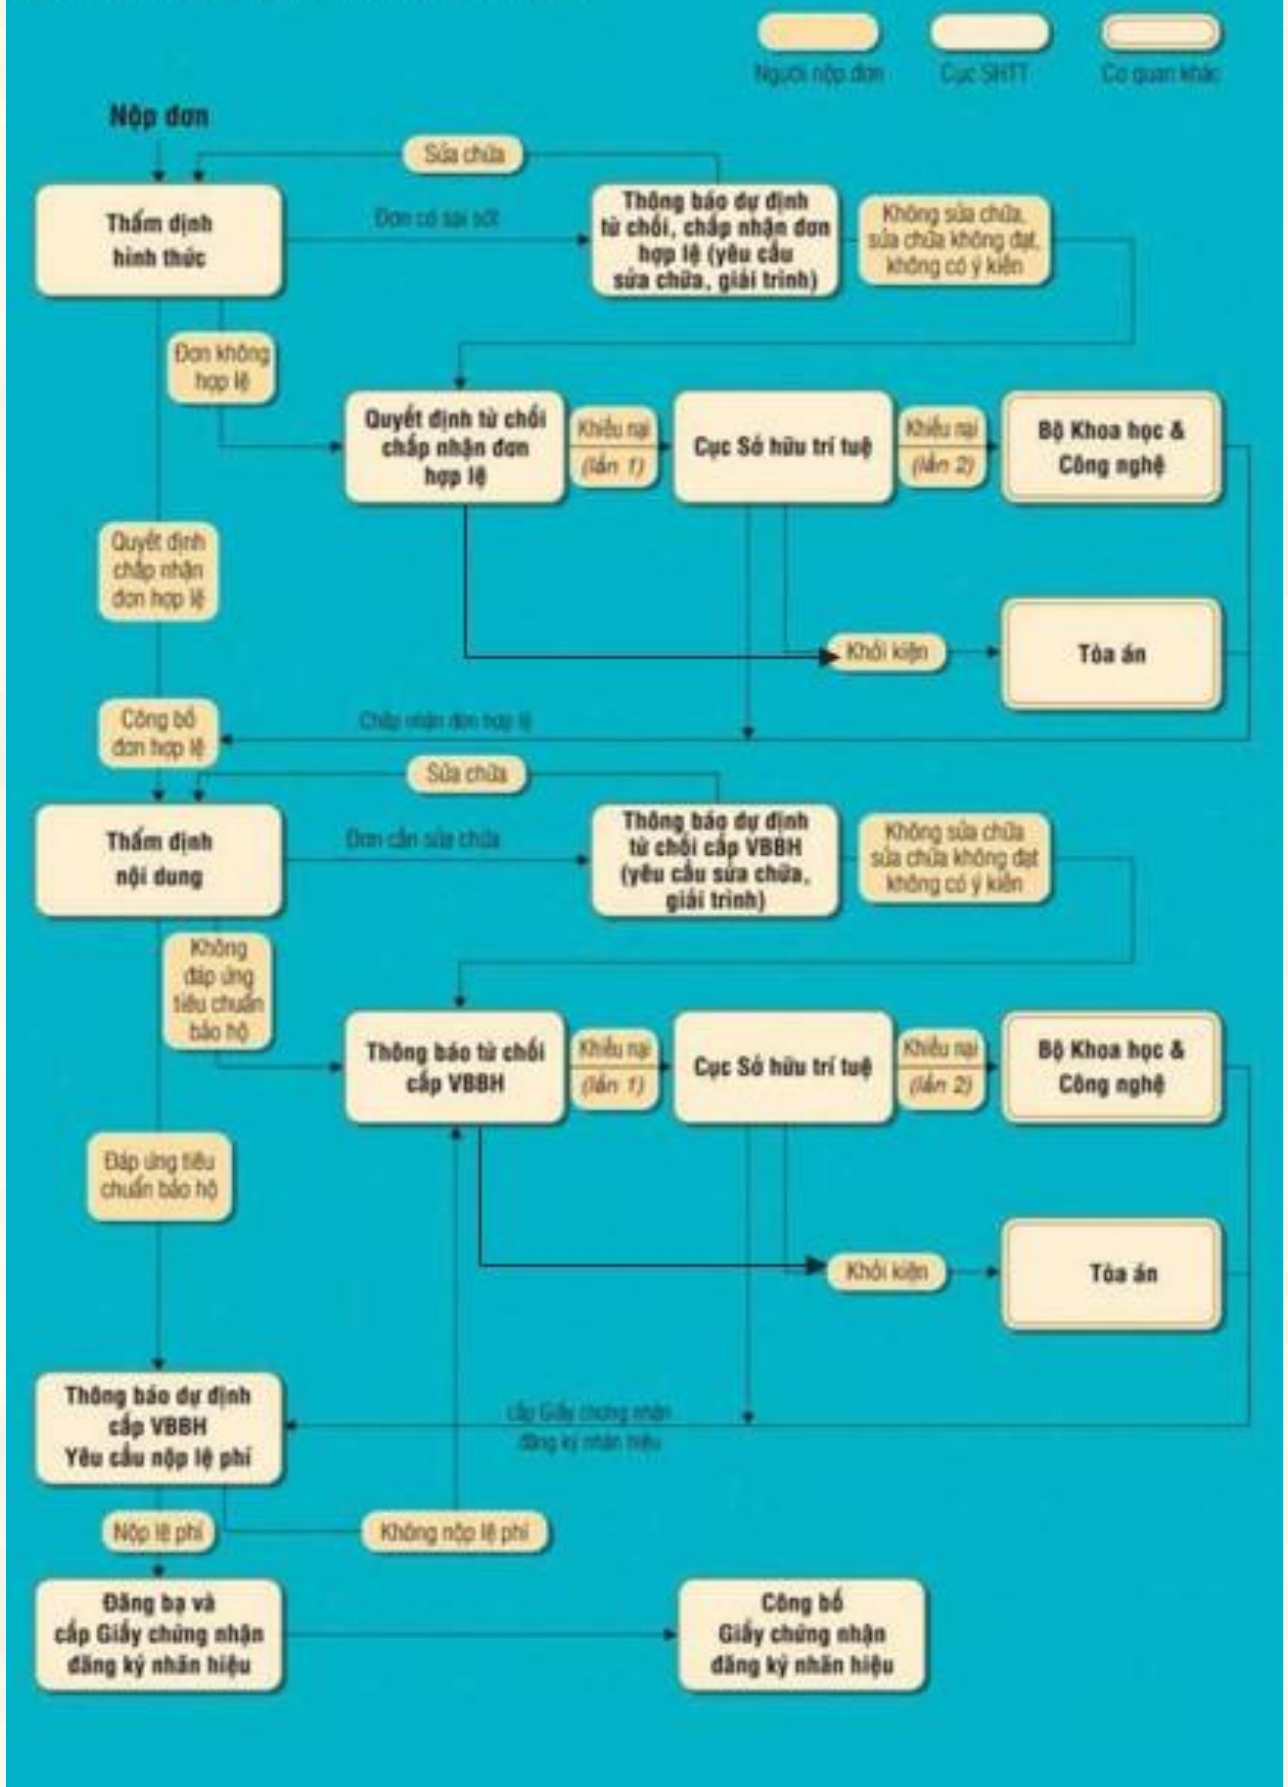 Người nộp đơn
Cục SHTT
Cơ quan khác
Nộp đơn
Sửa chữa
Thẩm định
hình thức
Đơn có sai sót
Thông báo dự định
từ chối, chấp nhận đơn
hợp lệ (yêu cầu
sửa chữa, giải trình)
Không sửa chữa,
sửa chữa không đạt,
không có ý kiến
Đơn không
hợp lệ
Quyết định từ chối
chấp nhận đơn
hợp lệ
Khiếu nại
(lần 1)
Cục Sở hữu trí tuệ
Khiếu nại
(lần 2)
Bộ Khoa học &
Công nghệ
Quyết định
chấp nhận
đơn hợp lệ
Khởi kiện
Tòa án
Công bố
đơn hợp lệ
Chấp nhận đơn hợp lệ
Sửa chữa
Thẩm định
nội dung
Đơn cần sửa chữa
Thông báo dự định
từ chối cấp VBBH
(yêu cầu sửa chữa,
giải trình)
Không sửa chữa
sửa chữa không đạt
không có ý kiến
Không
đáp ứng
tiêu chuẩn
bảo hộ
Thông báo từ chối
cấp VBBH
Khiếu nại
(lần 1)
Cục Sở hữu trí tuệ
Khiếu nại
(lần 2)
Bộ Khoa học &
Công nghệ
Đáp ứng tiêu
chuẩn bảo hộ
Khởi kiện
Tòa án
Thông báo dự định
cấp VBBH
Yêu cầu nộp lệ phí
cấp Giấy chứng nhận
đăng ký nhãn hiệu
Nộp lệ phí
Không nộp lệ phí
Đăng bạ và
cấp Giấy chứng nhận
đăng ký nhãn hiệu
Công bố
Giấy chứng nhận
đăng ký nhãn hiệu